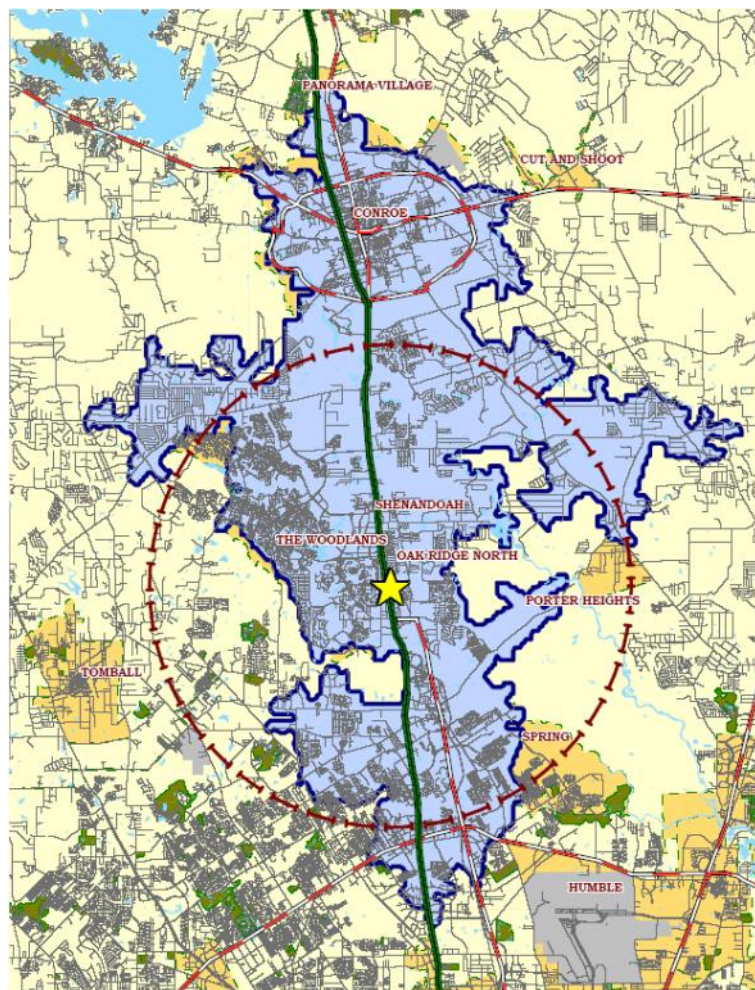 PANORAMA VILLAGE
CUT AND SHOOT
CONROE
SHENANDOAH
THE WOODLANDS
OAK RIDGE NORTH
PORTER HEIGHTS
TOMBALL
SPRING
HUMBLE